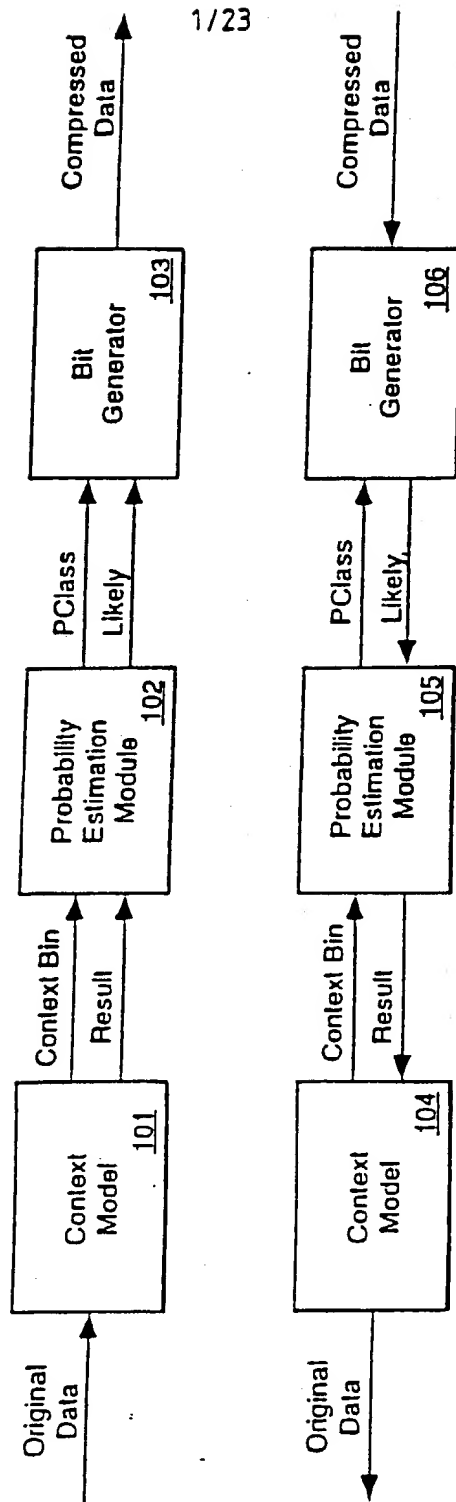 1/23
Original
Data
Context
Model
101
Context Bin
Result
Probability
Estimation
Module
102
PClass
Likely
Bit
Generator
103
Compressed
Data
Original
Data
Context
Model
104
Context Bin
Result
Probability
Estimation
Module
105
PClass
Likely
Bit
Generator
106
Compressed
Data